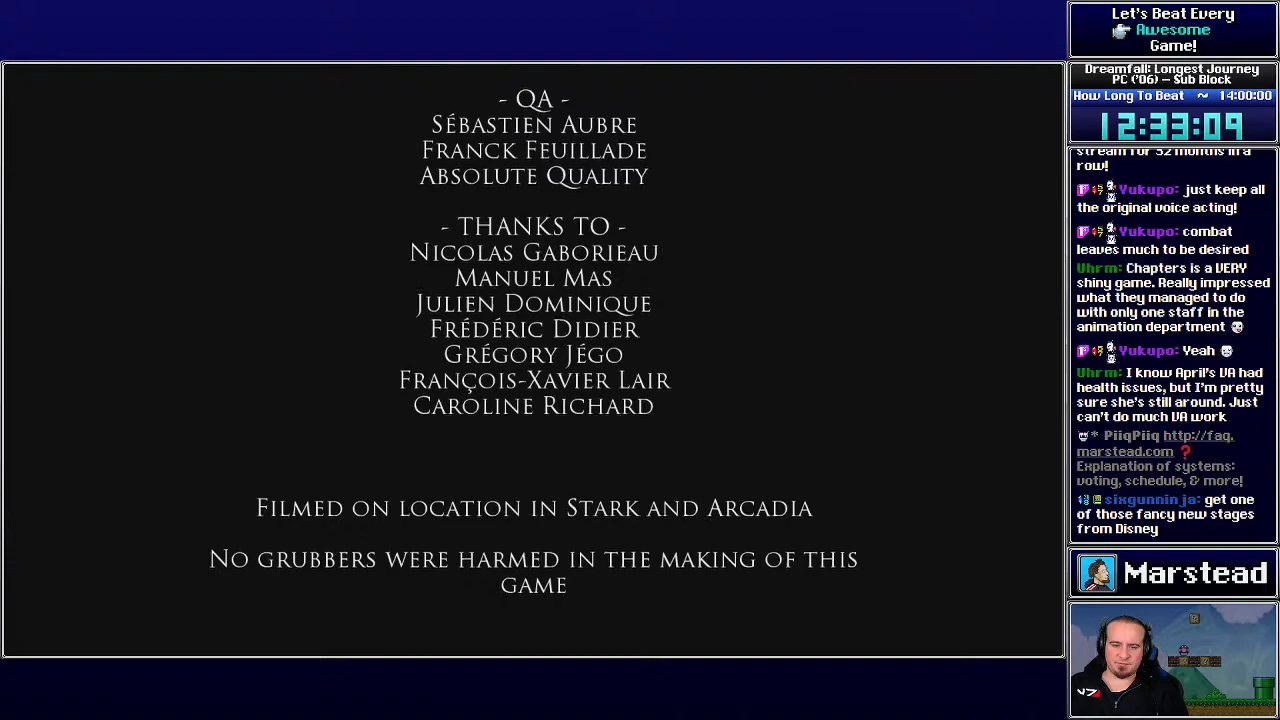 - QA -
SÉBASTIEN AUBRE
FRANCK FEUILLADE
ABSOLUTE QUALITY
- THANKS TO -
NICOLAS GABORIEAU
MANUEL MAS
JULIEN DOMINIQUE
FRÉDÉRIC DIDIER
GRÉGORY JÉGO
FRANÇOIS-XAVIER LAIR
CAROLINE RICHARD
FILMED ON LOCATION IN STARK AND ARCADIA
NO GRUBBERS WERE HARMED IN THE MAKING OF THIS
GAME
Let's Beat Every
Awesome
Game!
Dreamfall: Longest Journey
PC ('06) – Sub Block
How Long To Beat ~ 14:00:00
12:33:09
stream for 52 months in a
row!
Yukupo: just keep all
the original voice acting!
Yukupo: combat
leaves much to be desired
Uhrm: Chapters is a VERY
shiny game. Really impressed
what they managed to do
with only one staff in the
animation department
Yukupo: Yeah
Uhrm: I know April's VA had
health issues, but I'm pretty
sure she's still around. Just
can't do much VA work
* PiiqPiiq http://faq.
marstead.com ?
Explanation of systems:
voting, schedule, & more!
sixgunnin_ja: get one
of those fancy new stages
from Disney
Marstead